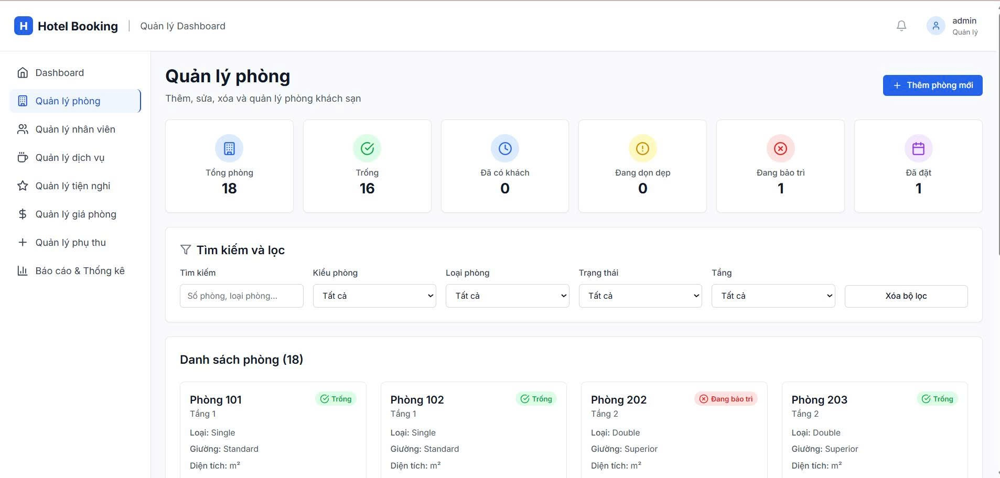 H Hotel Booking | Quản lý Dashboard
admin
Quản lý
Dashboard
Quản lý phòng
Quản lý nhân viên
Quản lý dịch vụ
Quản lý tiện nghi
Quản lý giá phòng
Quản lý phụ thu
Báo cáo & Thống kê
Quản lý phòng
Thêm, sửa, xóa và quản lý phòng khách sạn
+ Thêm phòng mới
Tổng phòng
18
Trống
16
Đã có khách
0
Đang dọn dẹp
0
Đang bảo trì
1
Đã đặt
1
Tìm kiếm và lọc
Tìm kiếm
Số phòng, loại phòng...
Kiểu phòng
Tất cả
Loại phòng
Tất cả
Trạng thái
Tất cả
Tầng
Tất cả
Xóa bộ lọc
Danh sách phòng (18)
Phòng 101
Trống
Tầng 1
Loại: Single
Giường: Standard
Diện tích: m²
Phòng 102
Trống
Tầng 1
Loại: Single
Giường: Standard
Diện tích: m²
Phòng 202
Đang bảo trì
Tầng 2
Loại: Double
Giường: Superior
Diện tích: m²
Phòng 203
Trống
Tầng 2
Loại: Double
Giường: Superior
Diện tích: m²